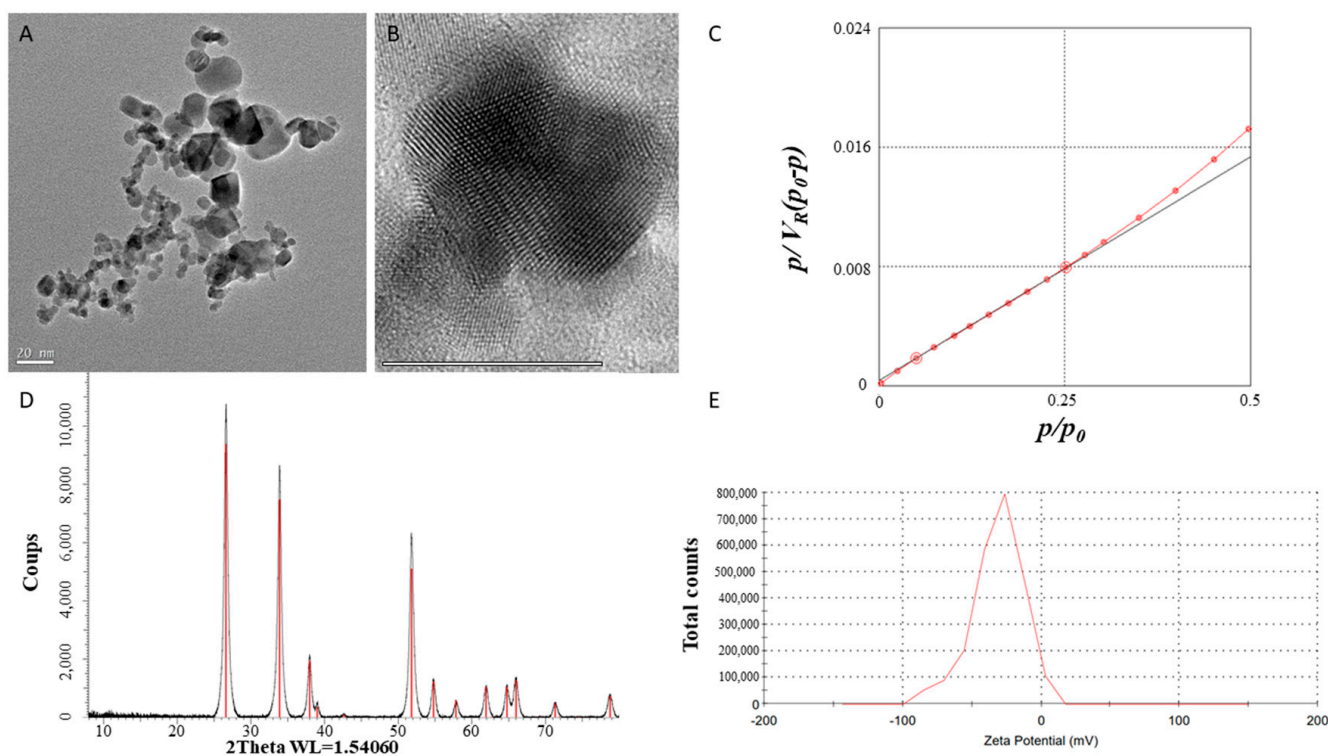 A
20 nm
B
C
p/ V_R(p_0-p)
0.024
0.016
0.008
0
0
0.25
0.5
p/p_0
D
Coups
10,000
8,000
6,000
4,000
2,000
0
10
20
30
40
50
60
70
2Theta WL=1.54060
E
Total counts
800,000
700,000
600,000
500,000
400,000
300,000
200,000
100,000
0
-200
-100
0
100
200
Zeta Potential (mV)